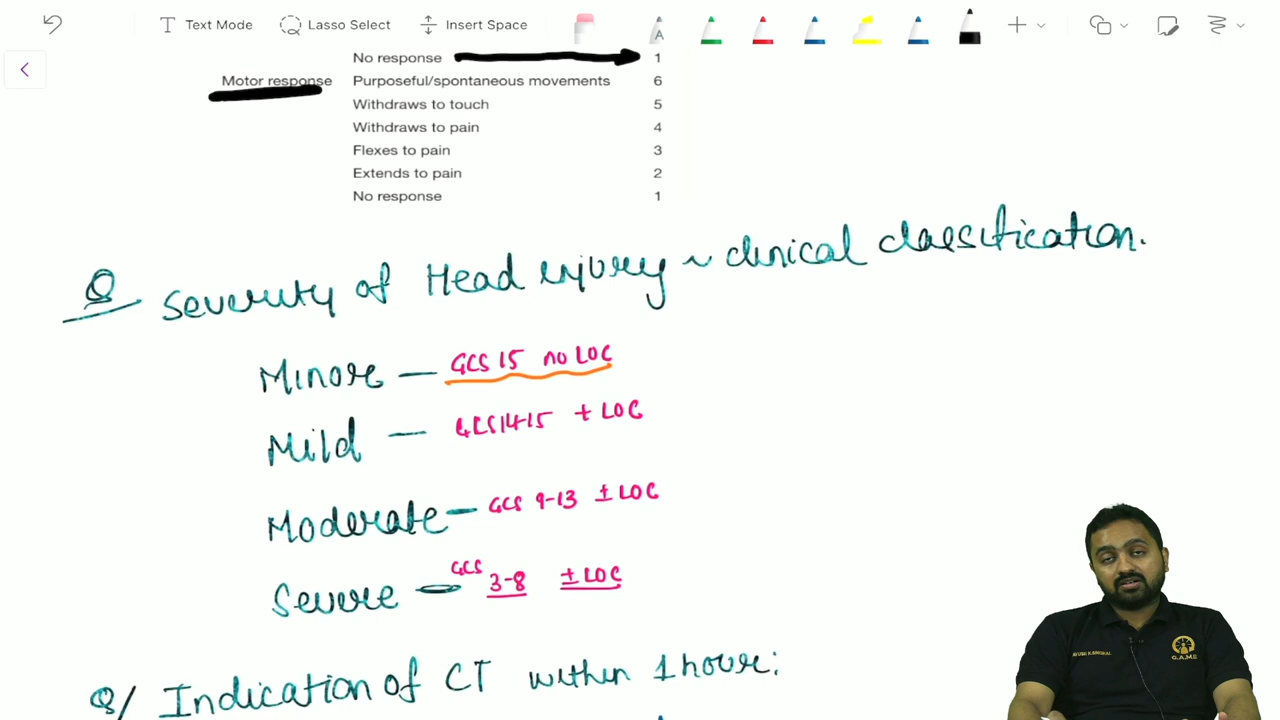 Text Mode Lasso Select Insert Space
A
No response 1
Motor response Purposeful/spontaneous movements 6
Withdraws to touch 5
Withdraws to pain 4
Flexes to pain 3
Extends to pain 2
No response 1
Q Severity of Head injury ~ clinical classification.
Minor — GCS 15 no LOC
Mild — GCS 14-15 + LOC
Moderate — GCS 9-13 ± LOC
Severe — GCS 3-8 ± LOC
Q/ Indication of CT within 1 hour:
AYUSH K.SINGHAL
G.A.M.E